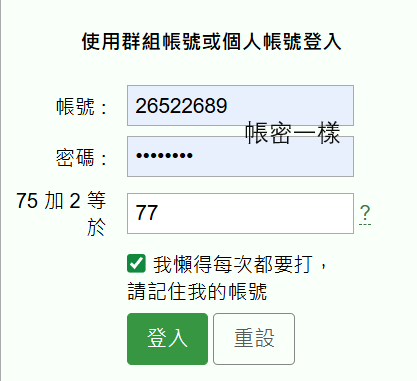 使用群組帳號或個人帳號登入
帳號：
26522689
帳密一樣
密碼：
••••••••
75 加 2 等
於
77
?
我懶得每次都要打，
請記住我的帳號
登入
重設